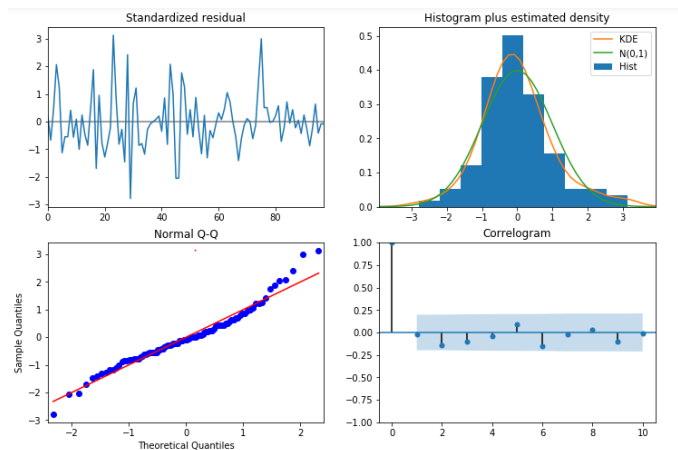 Standardized residual
3
2
1
0
−1
−2
−3
0 20 40 60 80
Histogram plus estimated density
0.5
0.4
0.3
0.2
0.1
0.0
KDE
N(0,1)
Hist
−3 −2 −1 0 1 2 3
Normal Q-Q
Sample Quantiles
3
2
1
0
−1
−2
−3
−2 −1 0 1 2
Theoretical Quantiles
Correlogram
1.00
0.75
0.50
0.25
0.00
−0.25
−0.50
−0.75
−1.00
0 2 4 6 8 10